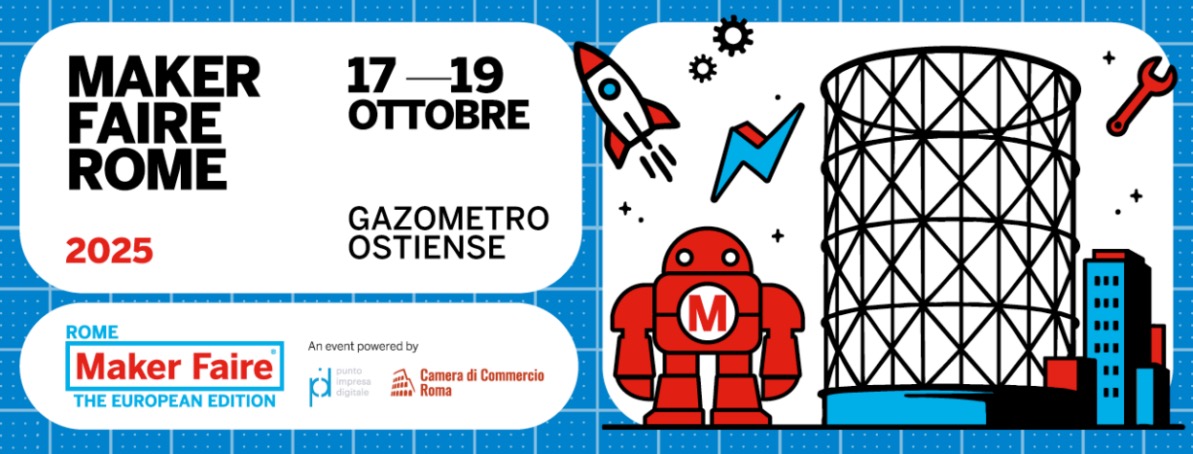 MAKER
FAIRE
ROME
2025
17 — 19
OTTOBRE
GAZOMETRO
OSTIENSE
ROME
Maker Faire®
THE EUROPEAN EDITION
An event powered by
pid
punto
impresa
digitale
Camera di Commercio
Roma
M